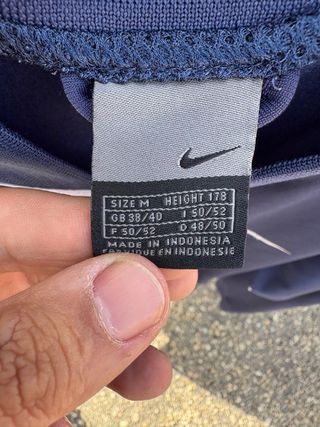 SIZE M HEIGHT 178
GB 38/40 I 50/52
F 50/52 D 48/50
MADE IN INDONESIA
FABRIQUE EN INDONESIE